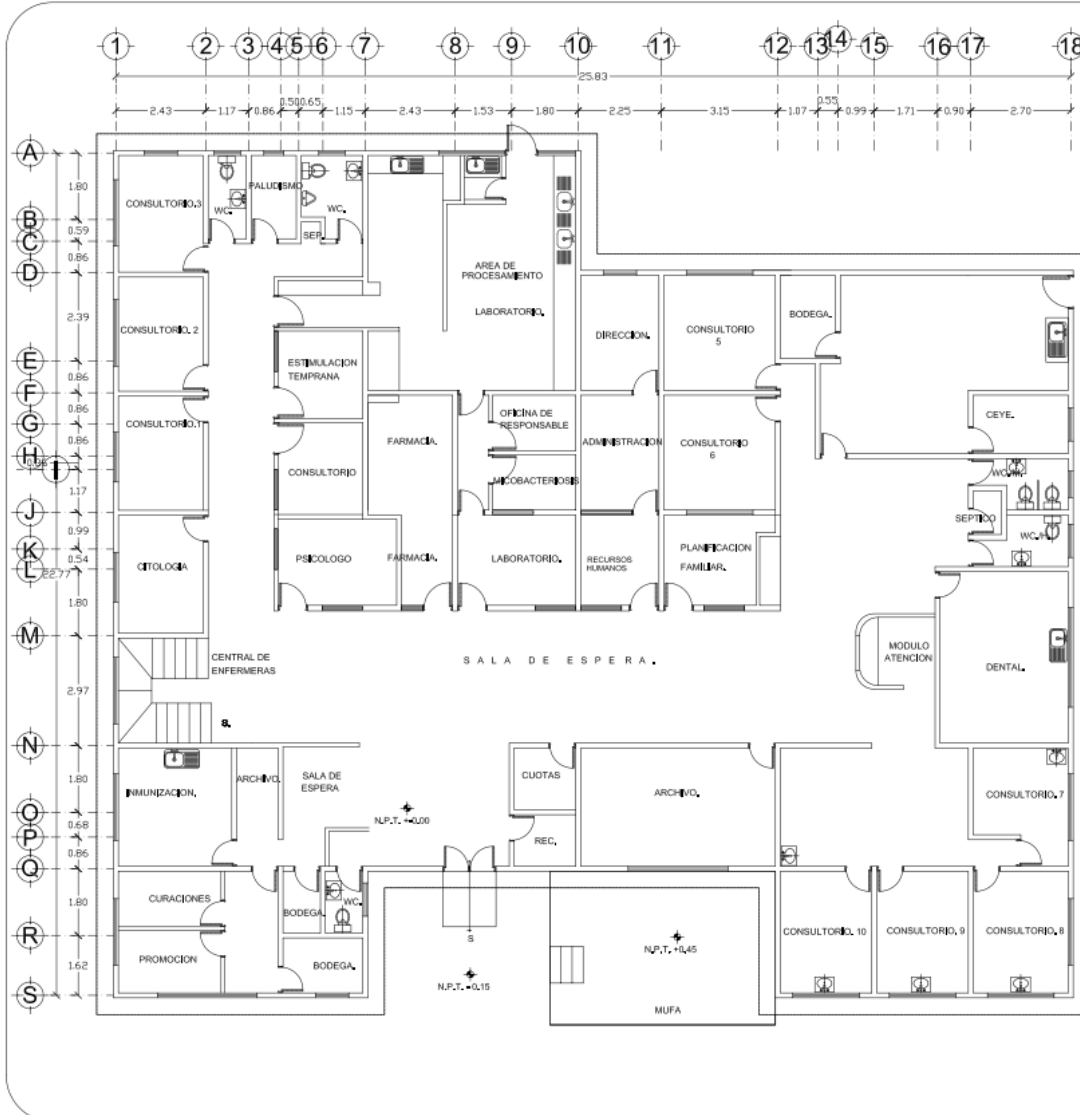 1 2 3 4 5 6 7 8 9 10 11 12 13 14 15 16 17 18
25.83
2.43 1.17 0.86 0.50 0.65 1.15 2.43 1.53 1.80 2.25 3.15 1.07 0.55 0.99 1.71 0.90 2.70
A
1.80
B
0.59
C
0.86
D
2.39
E
0.86
F
0.86
G
0.86
H
I
1.17
J
0.99
K
0.54
L
22.77
1.80
M
2.97
N
1.80
O
0.68
P
0.86
Q
1.80
R
1.62
S
CONSULTORIO.3
WC.
PALUDISMO
WC.
SEP.
AREA DE
PROCESAMIENTO
LABORATORIO.
CONSULTORIO. 2
ESTIMULACION
TEMPRANA
DIRECCION.
CONSULTORIO
5
BODEGA.
CONSULTORIO.1
CONSULTORIO
FARMACIA.
OFICINA DE
RESPONSABLE
MICOBACTERIOSIS
ADMINISTRACION
CONSULTORIO
6
CEYE.
SEPTICO
CITOLOGIA
PSICOLOGO
FARMACIA.
LABORATORIO.
RECURSOS
HUMANOS
PLANIFICACION
FAMILIAR.
CENTRAL DE
ENFERMERAS
S.
SALA DE ESPERA.
MODULO
ATENCION
DENTAL.
INMUNIZACION.
ARCHIVO.
SALA DE
ESPERA
N.P.T. +-0.00
CUOTAS
REC.
ARCHIVO.
CONSULTORIO. 7
CURACIONES
BODEGA.
WC.
PROMOCION
BODEGA.
S
N.P.T. -0.15
N.P.T. +0.45
MUFA
CONSULTORIO. 10
CONSULTORIO. 9
CONSULTORIO. 8